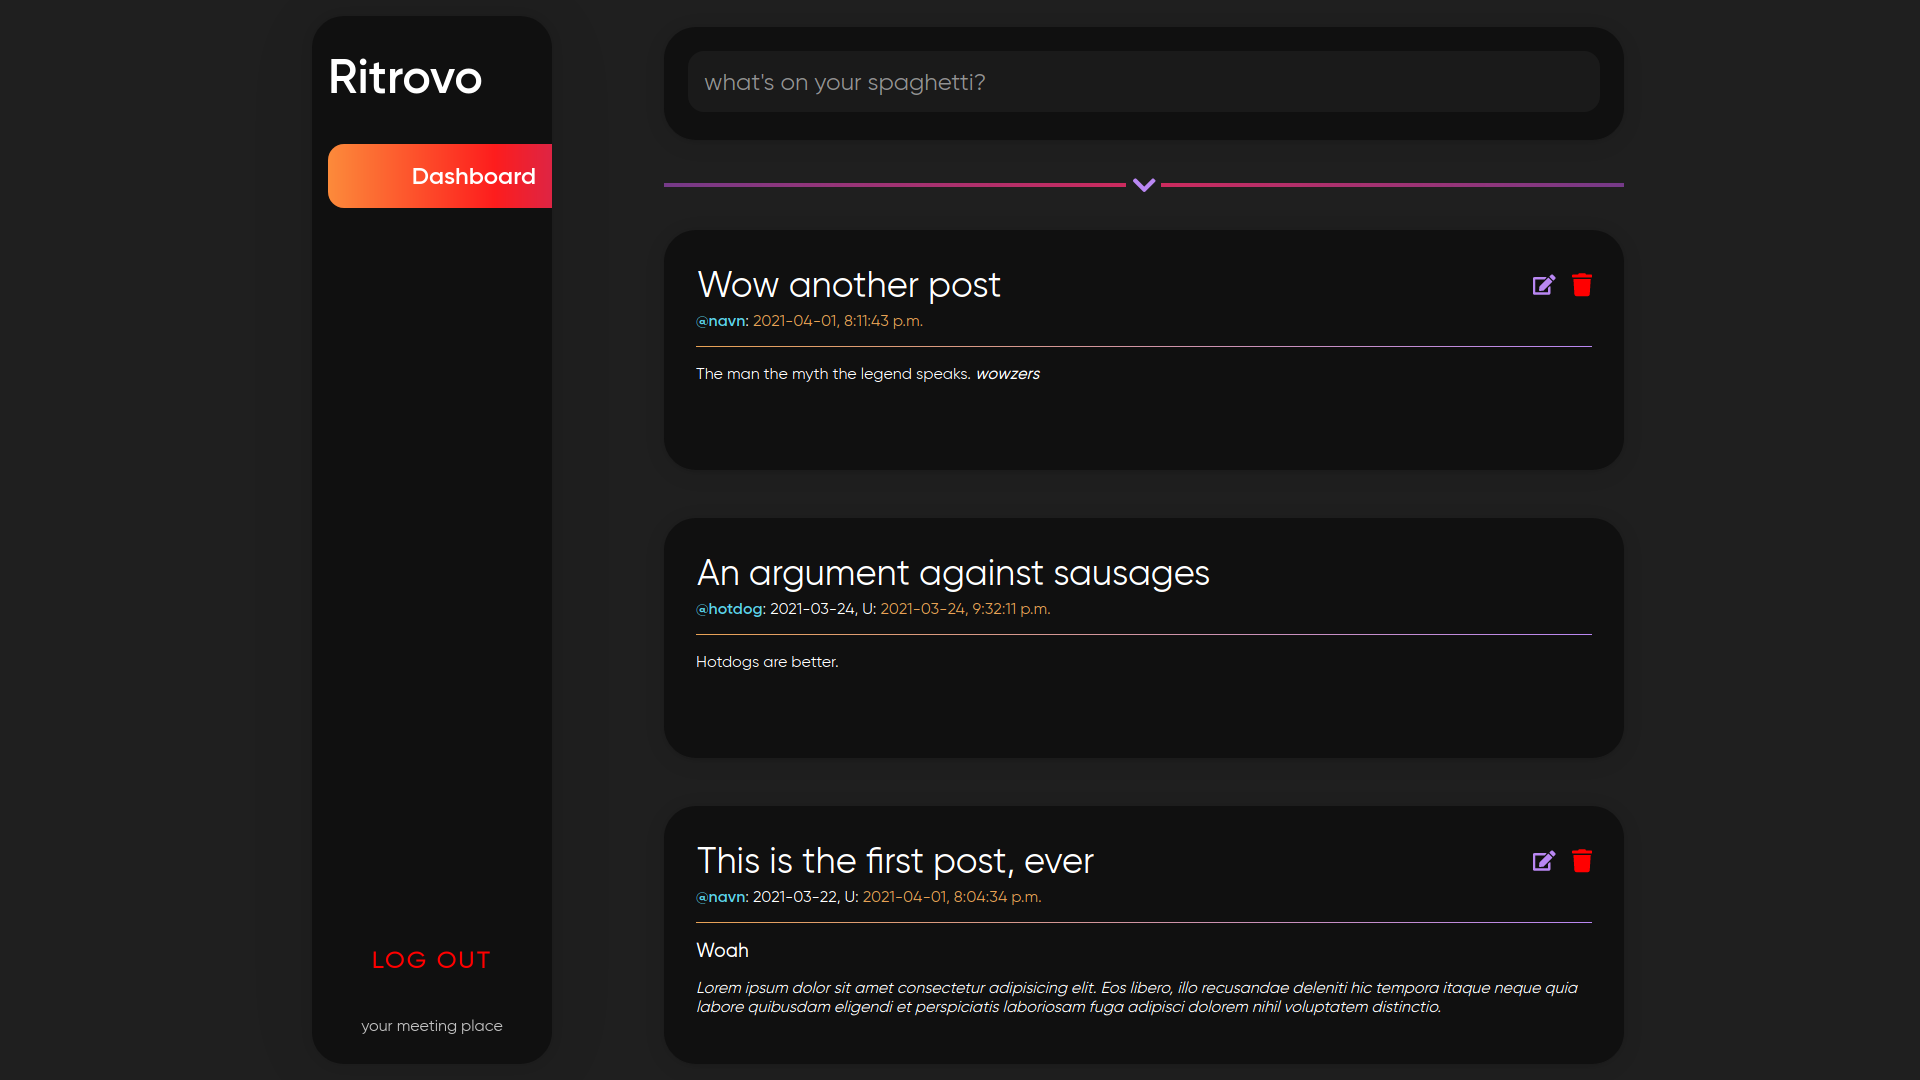 Ritrovo
Dashboard
LOG OUT
your meeting place
what's on your spaghetti?
Wow another post
@navn: 2021-04-01, 8:11:43 p.m.
The man the myth the legend speaks. wowzers
An argument against sausages
@hotdog: 2021-03-24, U: 2021-03-24, 9:32:11 p.m.
Hotdogs are better.
This is the first post, ever
@navn: 2021-03-22, U: 2021-04-01, 8:04:34 p.m.
Woah
Lorem ipsum dolor sit amet consectetur adipisicing elit. Eos libero, illo recusandae deleniti hic tempora itaque neque quia
labore quibusdam eligendi et perspiciatis laboriosam fuga adipisci dolorem nihil voluptatem distinctio.